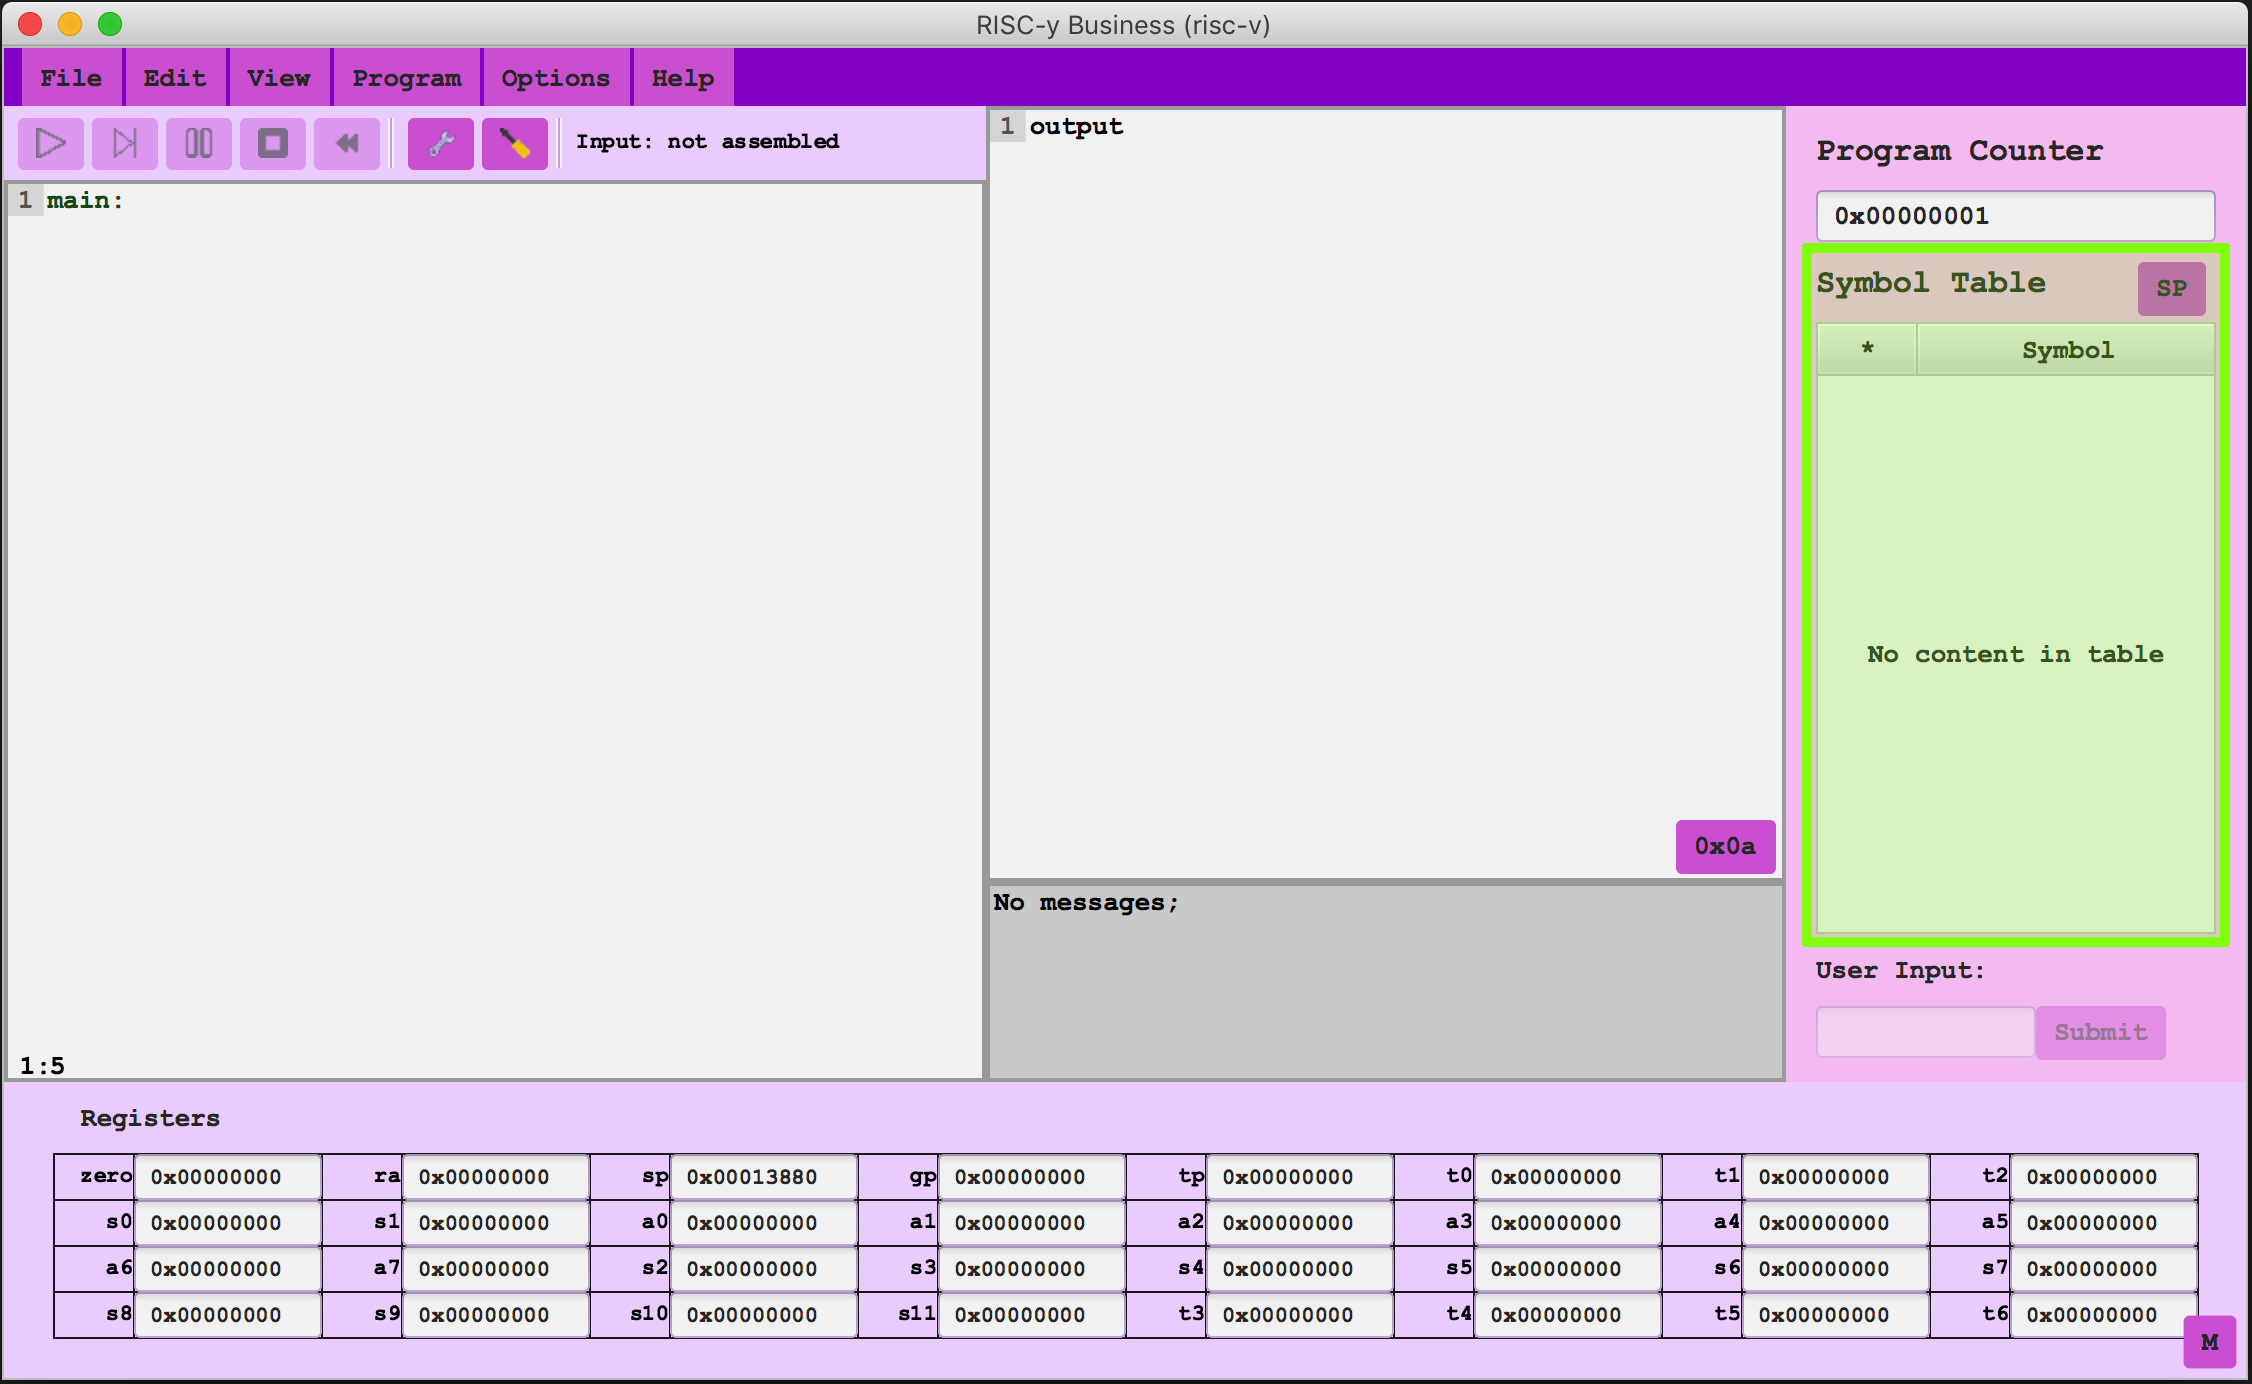 RISC-y Business (risc-v)
File Edit View Program Options Help
Input: not assembled
1 main:
1:5
1 output
0x0a
No messages;
Program Counter
0x00000001
Symbol Table SP
* Symbol
No content in table
User Input:
Submit
Registers
zero 0x00000000 ra 0x00000000 sp 0x00013880 gp 0x00000000 tp 0x00000000 t0 0x00000000 t1 0x00000000 t2 0x00000000
s0 0x00000000 s1 0x00000000 a0 0x00000000 a1 0x00000000 a2 0x00000000 a3 0x00000000 a4 0x00000000 a5 0x00000000
a6 0x00000000 a7 0x00000000 s2 0x00000000 s3 0x00000000 s4 0x00000000 s5 0x00000000 s6 0x00000000 s7 0x00000000
s8 0x00000000 s9 0x00000000 s10 0x00000000 s11 0x00000000 t3 0x00000000 t4 0x00000000 t5 0x00000000 t6 0x00000000
M